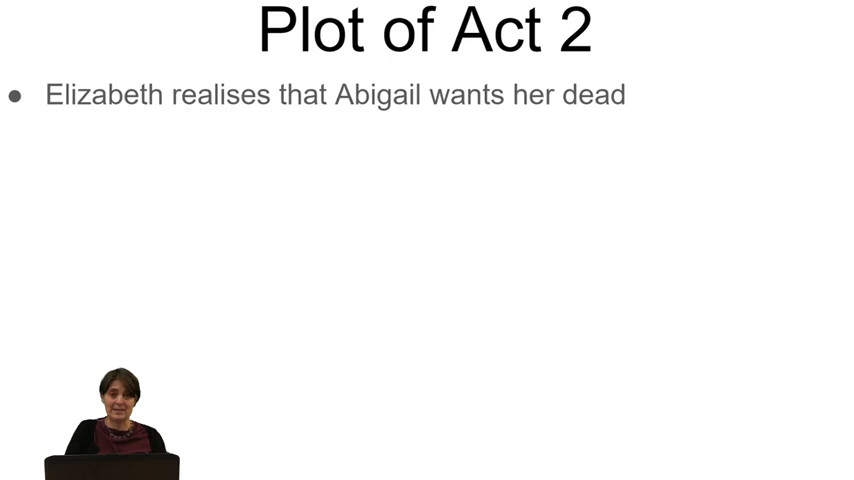 Plot of Act 2
● Elizabeth realises that Abigail wants her dead